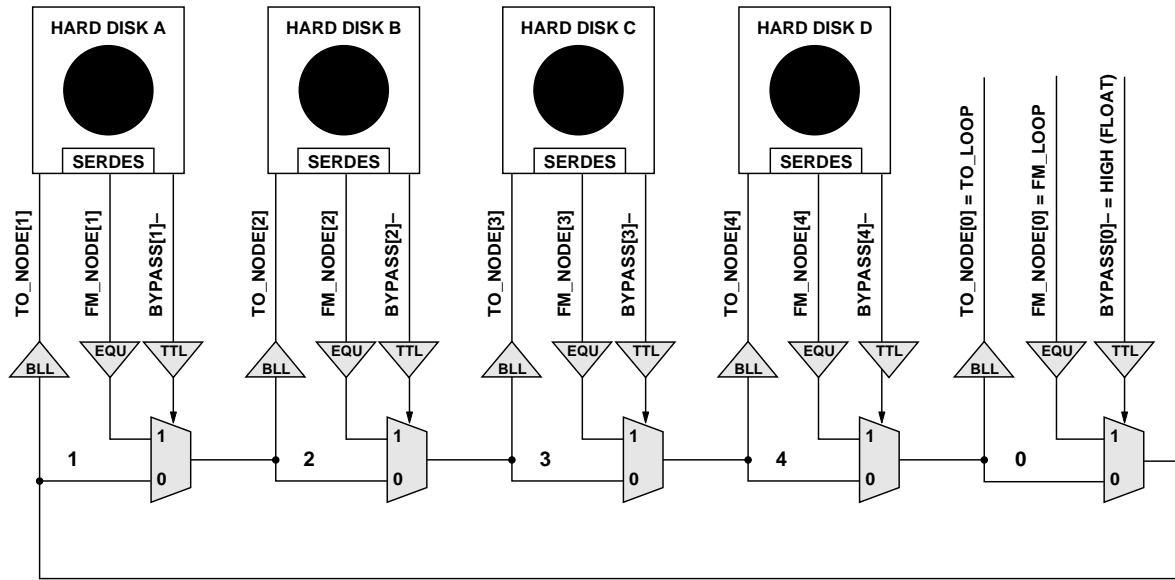 HARD DISK A
HARD DISK B
HARD DISK C
HARD DISK D
SERDES
SERDES
SERDES
SERDES
TO_NODE[1]
FM_NODE[1]
BYPASS[1]–
TO_NODE[2]
FM_NODE[2]
BYPASS[2]–
TO_NODE[3]
FM_NODE[3]
BYPASS[3]–
TO_NODE[4]
FM_NODE[4]
BYPASS[4]–
TO_NODE[0] = TO_LOOP
FM_NODE[0] = FM_LOOP
BYPASS[0]– = HIGH (FLOAT)
BLL
EQU
TTL
BLL
EQU
TTL
BLL
EQU
TTL
BLL
EQU
TTL
BLL
EQU
TTL
1
1
0
2
1
0
3
1
0
4
1
0
0
1
0